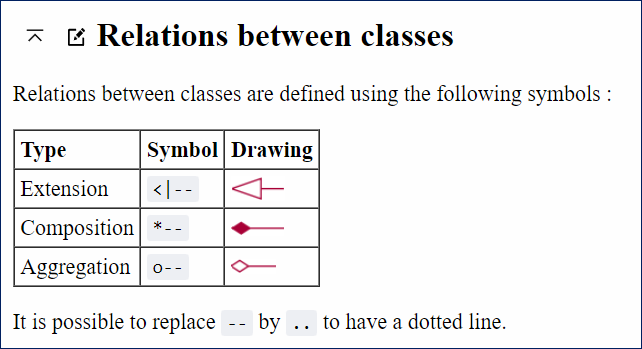 Relations between classes
Relations between classes are defined using the following symbols :
Type Symbol Drawing
Extension <|--
Composition *--
Aggregation o--
It is possible to replace -- by .. to have a dotted line.